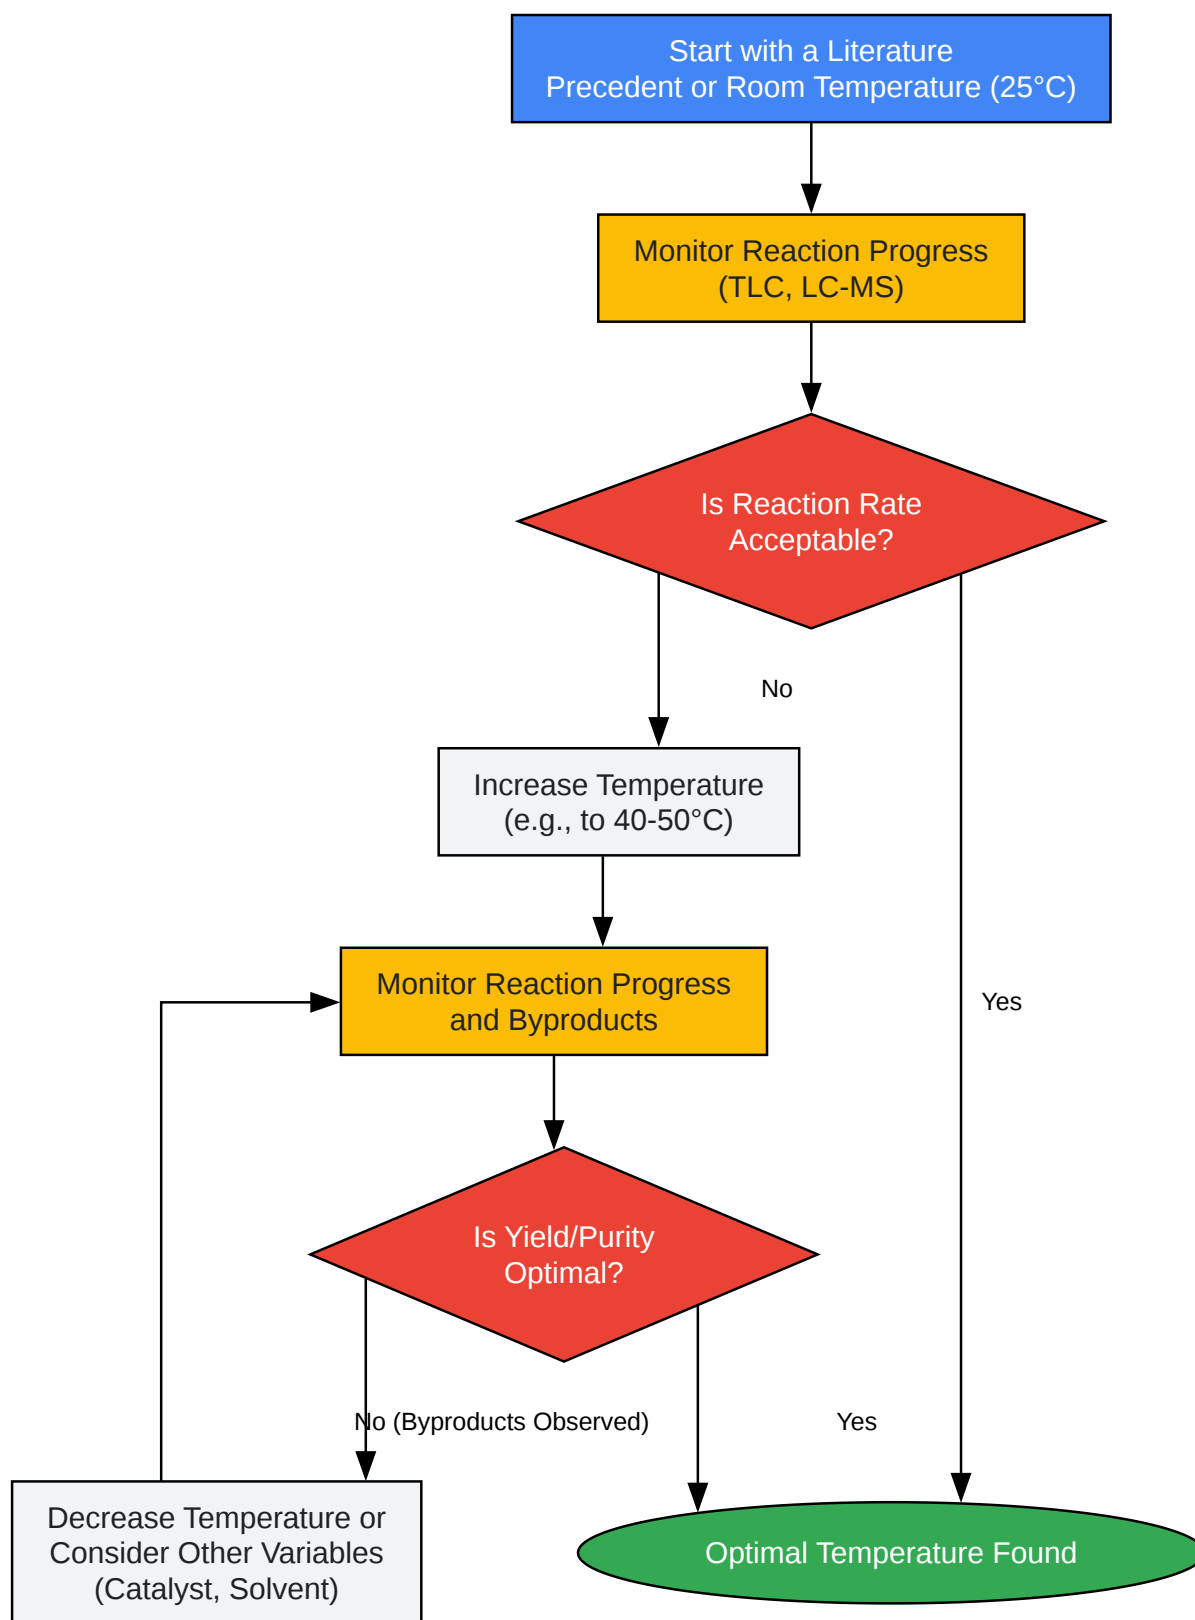 Start with a Literature
Precedent or Room Temperature (25°C)
Monitor Reaction Progress
(TLC, LC-MS)
Is Reaction Rate
Acceptable?
No
Increase Temperature
(e.g., to 40-50°C)
Monitor Reaction Progress
and Byproducts
Yes
Is Yield/Purity
Optimal?
No (Byproducts Observed)
Yes
Decrease Temperature or
Consider Other Variables
(Catalyst, Solvent)
Optimal Temperature Found